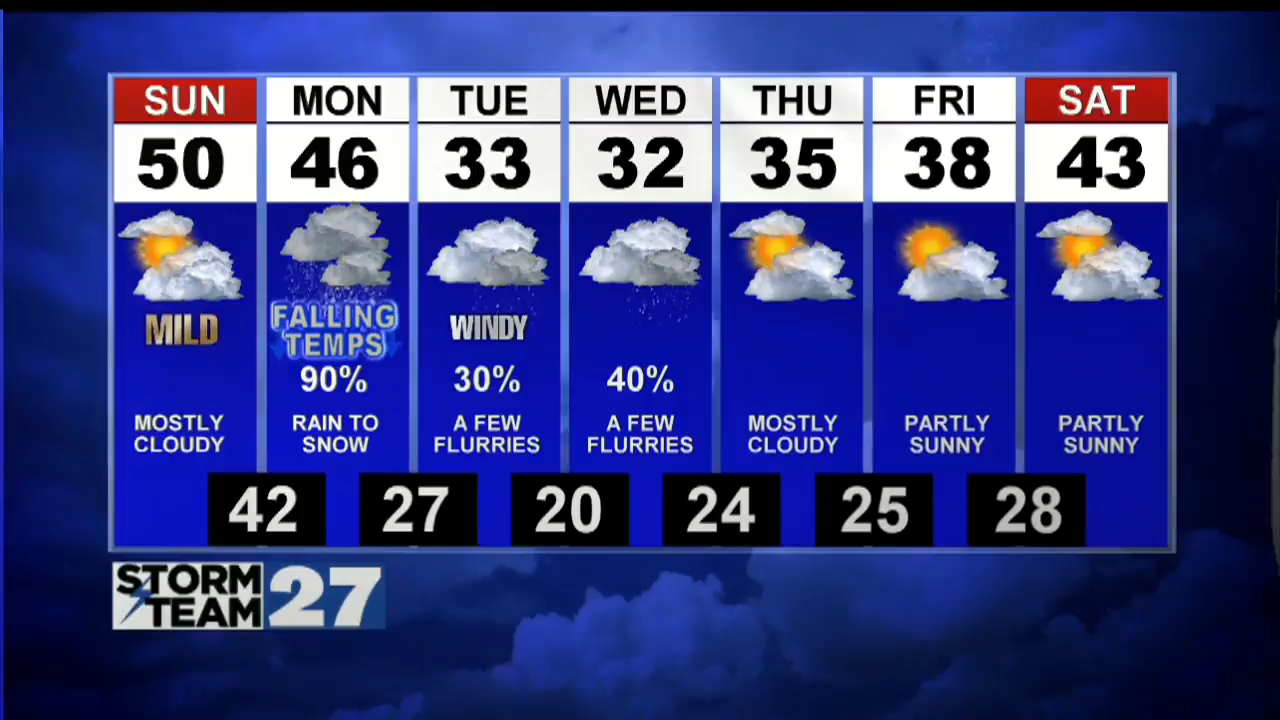 SUN MON TUE WED THU FRI SAT
50 46 33 32 35 38 43
MILD
FALLING
TEMPS
WINDY
90% 30% 40%
MOSTLY RAIN TO A FEW A FEW MOSTLY PARTLY PARTLY
CLOUDY SNOW FLURRIES FLURRIES CLOUDY SUNNY SUNNY
42 27 20 24 25 28
STORM
TEAM
27